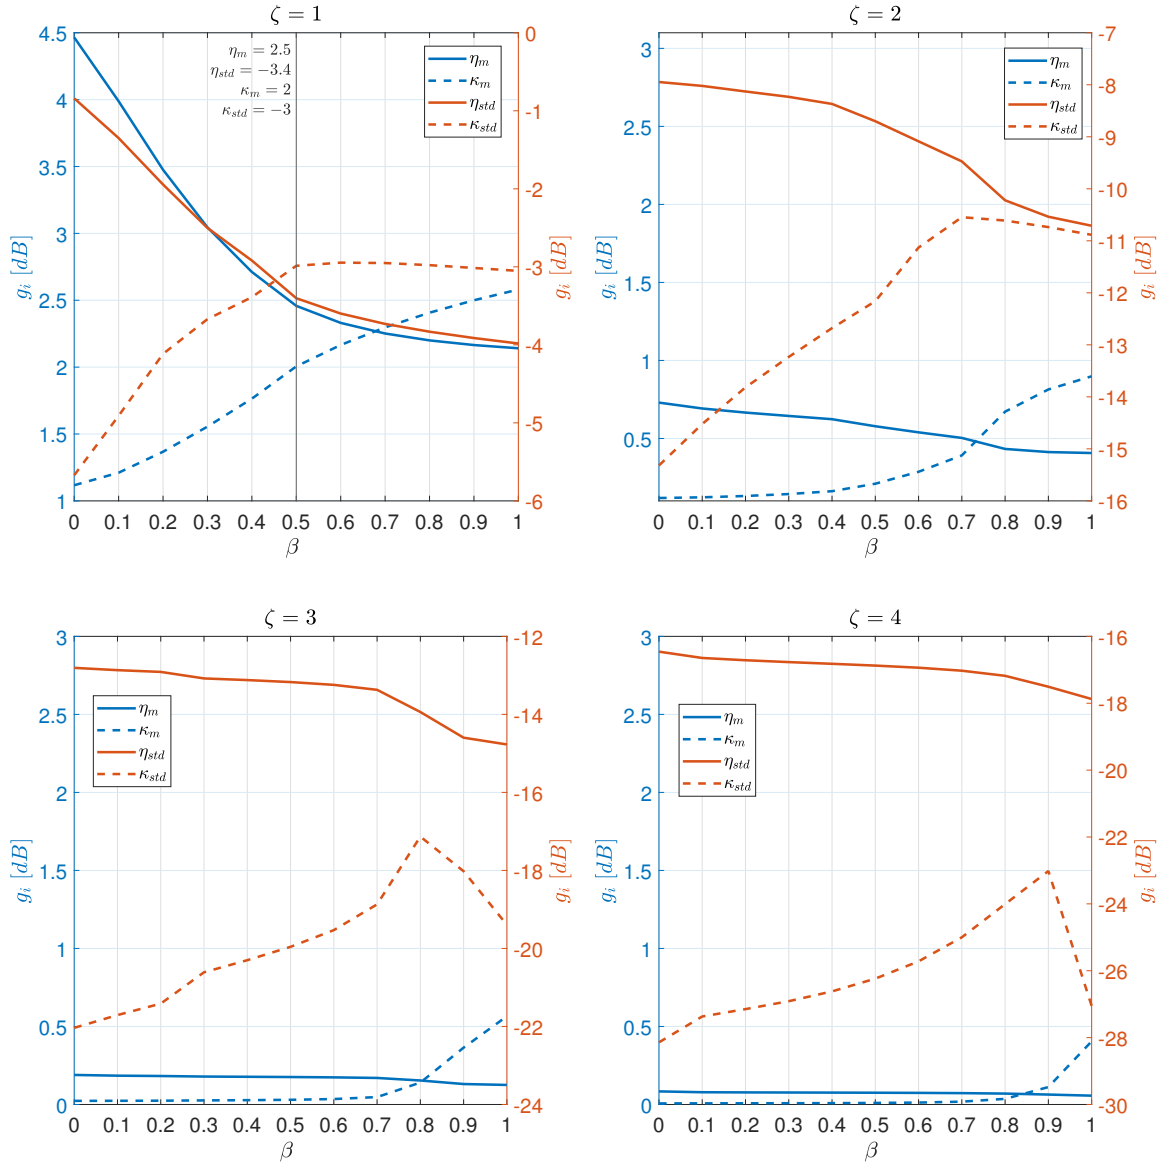 ζ = 1
4.5
4
3.5
3
2.5
2
1.5
1
g_i [dB]
η_m = 2.5
η_std = −3.4
κ_m = 2
κ_std = −3
η_m
κ_m
η_std
κ_std
0
-1
-2
-3
-4
-5
-6
g_i [dB]
0 0.1 0.2 0.3 0.4 0.5 0.6 0.7 0.8 0.9 1
β
ζ = 2
3
2.5
2
1.5
1
0.5
g_i [dB]
η_m
κ_m
η_std
κ_std
-7
-8
-9
-10
-11
-12
-13
-14
-15
-16
g_i [dB]
0 0.1 0.2 0.3 0.4 0.5 0.6 0.7 0.8 0.9 1
β
ζ = 3
3
2.5
2
1.5
1
0.5
0
g_i [dB]
η_m
κ_m
η_std
κ_std
-12
-14
-16
-18
-20
-22
-24
g_i [dB]
0 0.1 0.2 0.3 0.4 0.5 0.6 0.7 0.8 0.9 1
β
ζ = 4
3
2.5
2
1.5
1
0.5
0
g_i [dB]
η_m
κ_m
η_std
κ_std
-16
-18
-20
-22
-24
-26
-28
-30
g_i [dB]
0 0.1 0.2 0.3 0.4 0.5 0.6 0.7 0.8 0.9 1
β